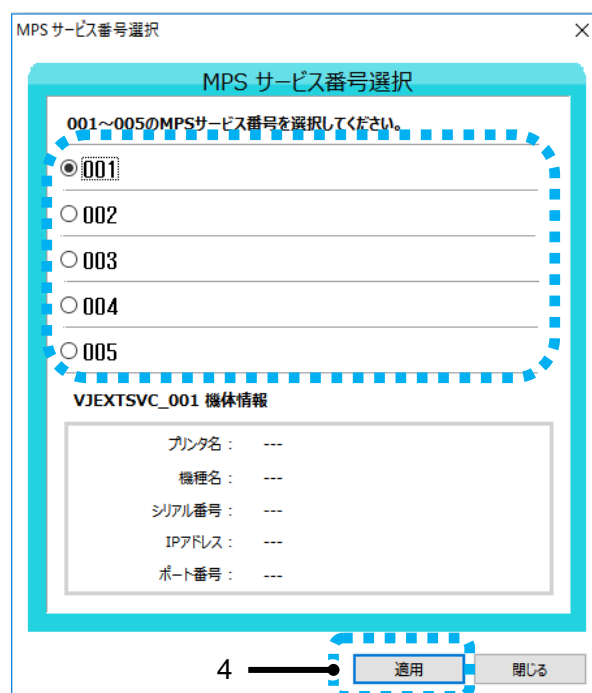 MPS サービス番号選択
MPS サービス番号選択
001～005のMPSサービス番号を選択してください。
001
002
003
004
005
VJEXTSVC_001 機体情報
プリンタ名： ---
機種名： ---
シリアル番号： ---
IPアドレス： ---
ポート番号： ---
4 適用 閉じる